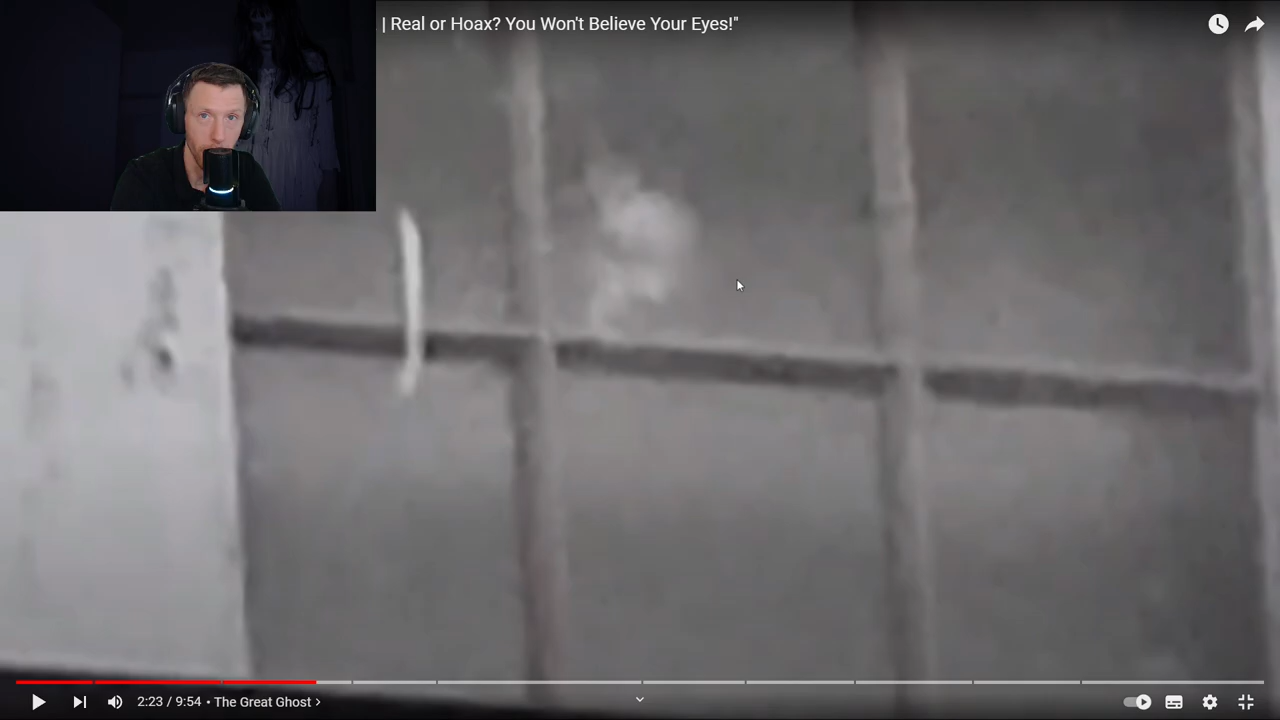 | Real or Hoax? You Won't Believe Your Eyes!"
2:23 / 9:54 • The Great Ghost >